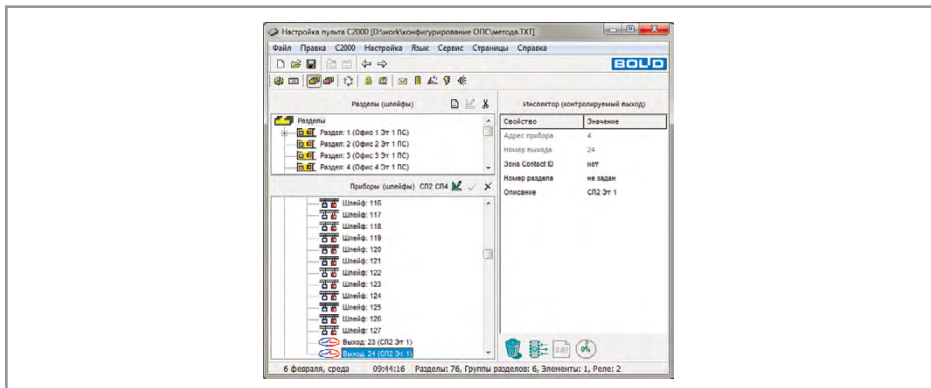 Настройка пульта С2000 [D:\work\конфигурирование ОПС\метода.TXT]
Файл Правка С2000 Настройка Язык Сервис Страницы Справка
BOLID
Разделы (шлейфы)
Разделы
Раздел: 1 (Офис 1 Эт 1 ПС)
Раздел: 2 (Офис 2 Эт 1 ПС)
Раздел: 3 (Офис 3 Эт 1 ПС)
Раздел: 4 (Офис 4 Эт 1 ПС)
Приборы (шлейфы) СП2 СП4
Шлейф: 116
Шлейф: 117
Шлейф: 118
Шлейф: 119
Шлейф: 120
Шлейф: 121
Шлейф: 122
Шлейф: 123
Шлейф: 124
Шлейф: 125
Шлейф: 126
Шлейф: 127
Выход: 23 (СП2 Эт 1)
Выход: 24 (СП2 Эт 1)
Инспектор (контролируемый выход)
Свойство Значение
Адрес прибора 4
Номер выхода 24
Зона Contact ID нет
Номер раздела не задан
Описание СП2 Эт 1
6 февраля, среда 09:44:16 Разделы: 76, Группы разделов: 6, Элементы: 1, Реле: 2